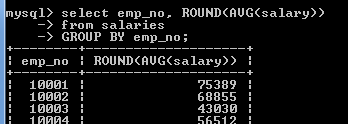 mysql> select emp_no, ROUND(AVG(salary))
-> from salaries
-> GROUP BY emp_no;
+--------+--------------------+
| emp_no | ROUND(AVG(salary)) |
+--------+--------------------+
| 10001 | 75389 |
| 10002 | 68855 |
| 10003 | 43030 |
| 10004 | 56512 |